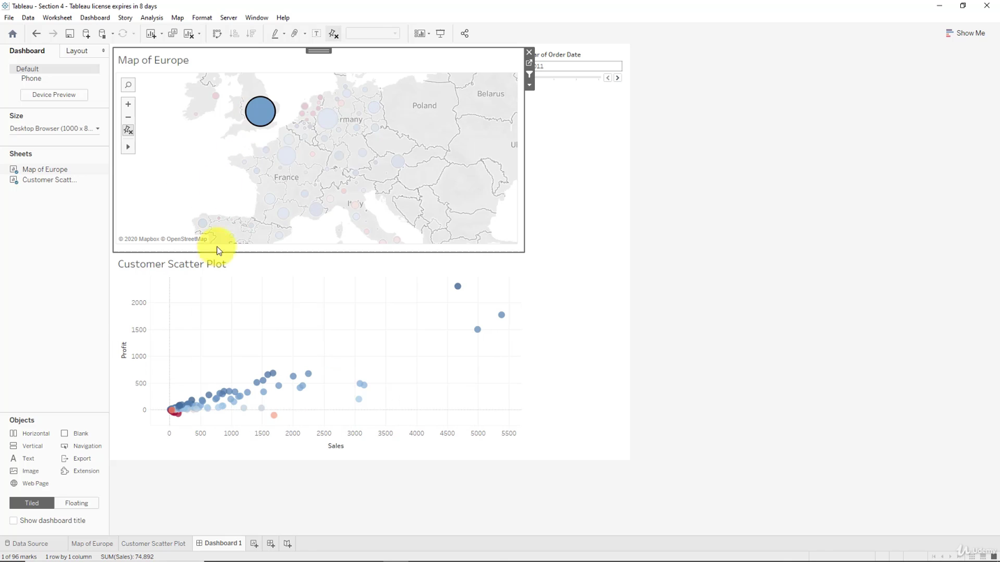 Tableau - Section 4 - Tableau license expires in 8 days
File Data Worksheet Dashboard Story Analysis Map Format Server Window Help
Show Me
Dashboard Layout
Default
Phone
Device Preview
Size
Desktop Browser (1000 x 8...
Sheets
Map of Europe
Customer Scatt...
Objects
Horizontal Blank
Vertical Navigation
Text Export
Image Extension
Web Page
Tiled Floating
Show dashboard title
Map of Europe
Belarus
Poland
rmany
France
It ly
© 2020 Mapbox © OpenStreetMap
ar of Order Date
011
Customer Scatter Plot
Profit
2000
1500
1000
500
0
0 500 1000 1500 2000 2500 3000 3500 4000 4500 5000 5500
Sales
Data Source Map of Europe Customer Scatter Plot Dashboard 1
1 of 96 marks 1 row by 1 column SUM(Sales): 74,892
Udemy